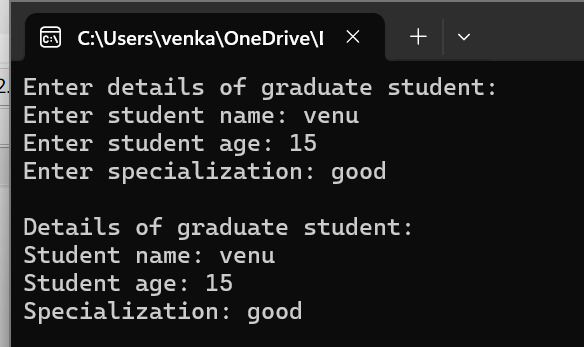 C:\Users\venka\OneDrive\I
2.
Enter details of graduate student:
Enter student name: venu
Enter student age: 15
Enter specialization: good
Details of graduate student:
Student name: venu
Student age: 15
Specialization: good